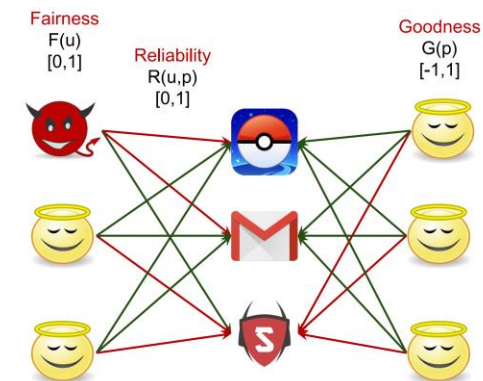 Fairness
F(u)
[0,1]
Reliability
R(u,p)
[0,1]
Goodness
G(p)
[-1,1]
S